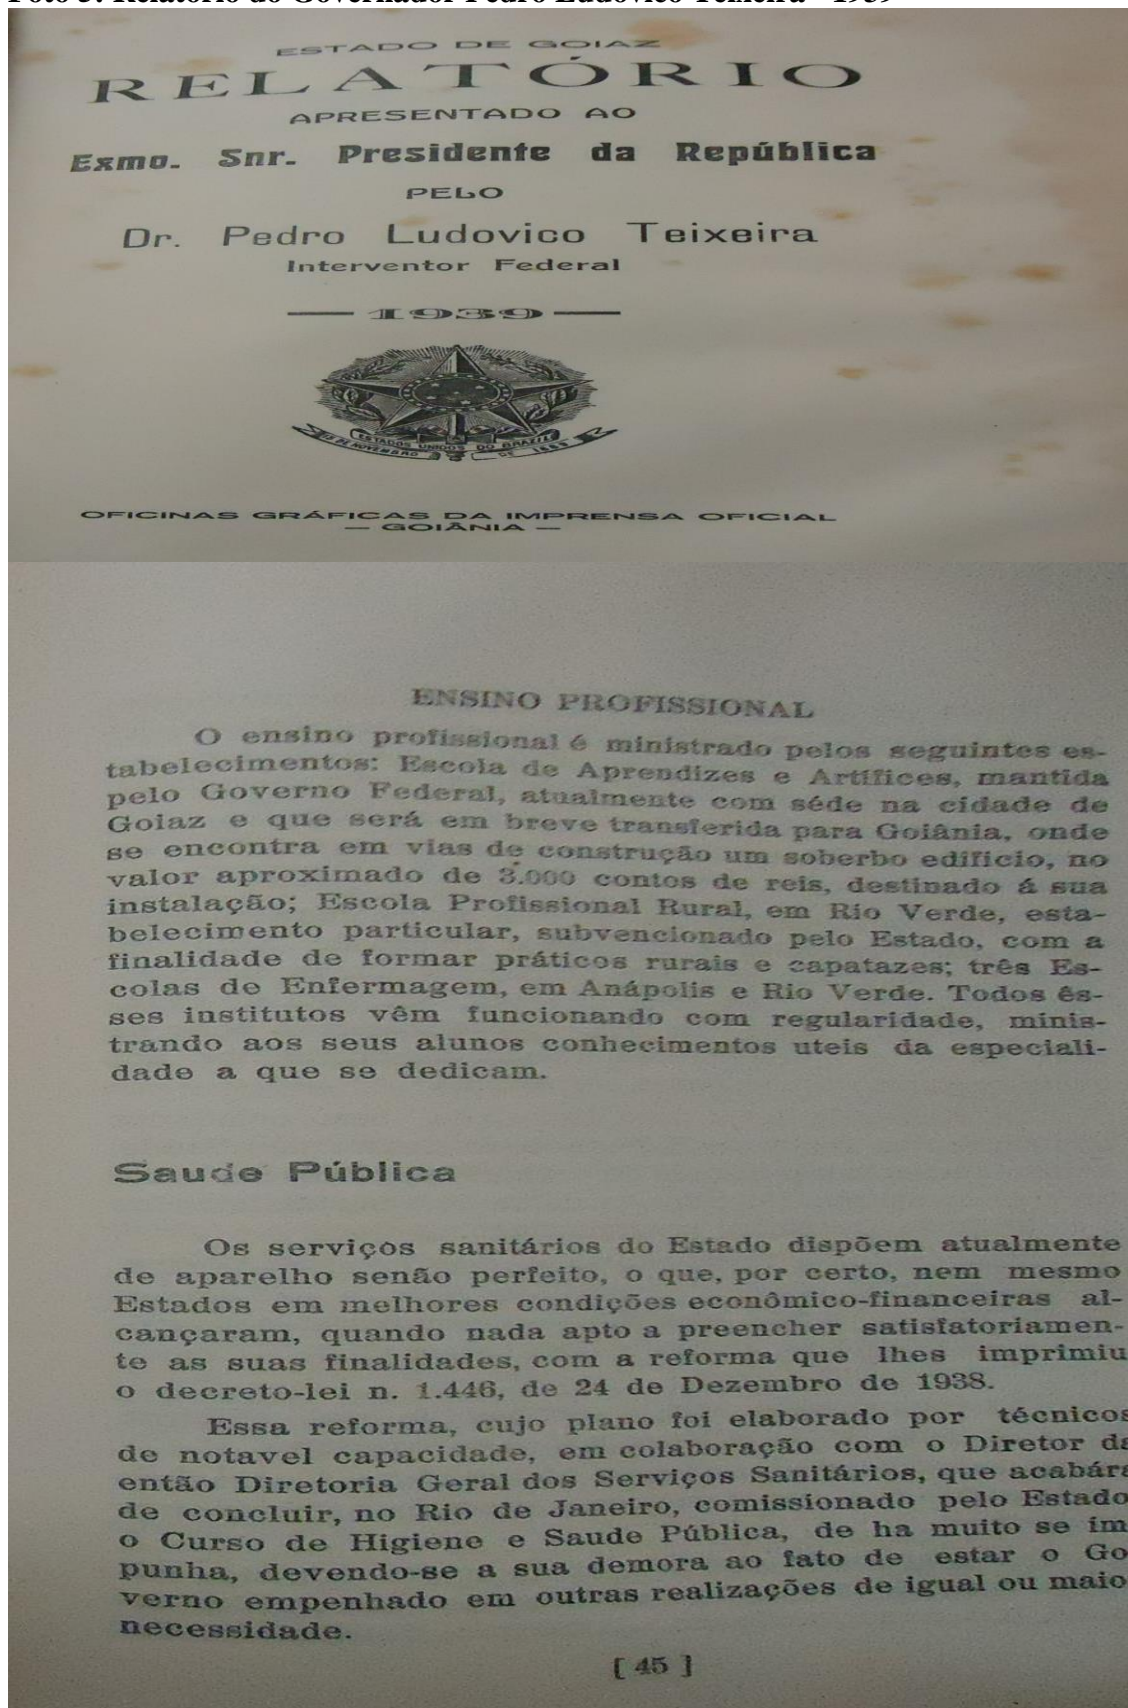 Foto 3: Relatório do Governador Pedro Ludovico Teixeira - 1939
ESTADO DE GOIAZ
RELATÓRIO
APRESENTADO AO
Exmo. Snr. Presidente da República
PELO
Dr. Pedro Ludovico Teixeira
Interventor Federal
— 1939 —
ESTADOS UNIDOS DO BRAZIL
15 DE NOVEMBRO DE 1889
OFICINAS GRÁFICAS DA IMPRENSA OFICIAL
— GOIÂNIA —
ENSINO PROFISSIONAL
O ensino profissional é ministrado pelos seguintes es-
tabelecimentos: Escola de Aprendizes e Artífices, mantida
pelo Governo Federal, atualmente com séde na cidade de
Goiaz e que será em breve transferida para Goiânia, onde
se encontra em vias de construção um soberbo edificio, no
valor aproximado de 3.000 contos de reis, destinado á sua
instalação; Escola Profissional Rural, em Rio Verde, esta-
belecimento particular, subvencionado pelo Estado, com a
finalidade de formar práticos rurais e capatazes; três Es-
colas de Enfermagem, em Anápolis e Rio Verde. Todos ês-
ses institutos vêm funcionando com regularidade, minis-
trando aos seus alunos conhecimentos uteis da especiali-
dade a que se dedicam.
Saude Pública
Os serviços sanitários do Estado dispõem atualmente
de aparelho senão perfeito, o que, por certo, nem mesmo
Estados em melhores condições econômico-financeiras al-
cançaram, quando nada apto a preencher satisfatoriamen-
te as suas finalidades, com a reforma que lhes imprimiu
o decreto-lei n. 1.446, de 24 de Dezembro de 1938.
Essa reforma, cujo plano foi elaborado por técnicos
de notavel capacidade, em colaboração com o Diretor da
então Diretoria Geral dos Serviços Sanitários, que acabára
de concluir, no Rio de Janeiro, comissionado pelo Estado
o Curso de Higiene e Saude Pública, de ha muito se im
punha, devendo-se a sua demora ao fato de estar o Go
verno empenhado em outras realizações de igual ou maio
necessidade.
[ 45 ]